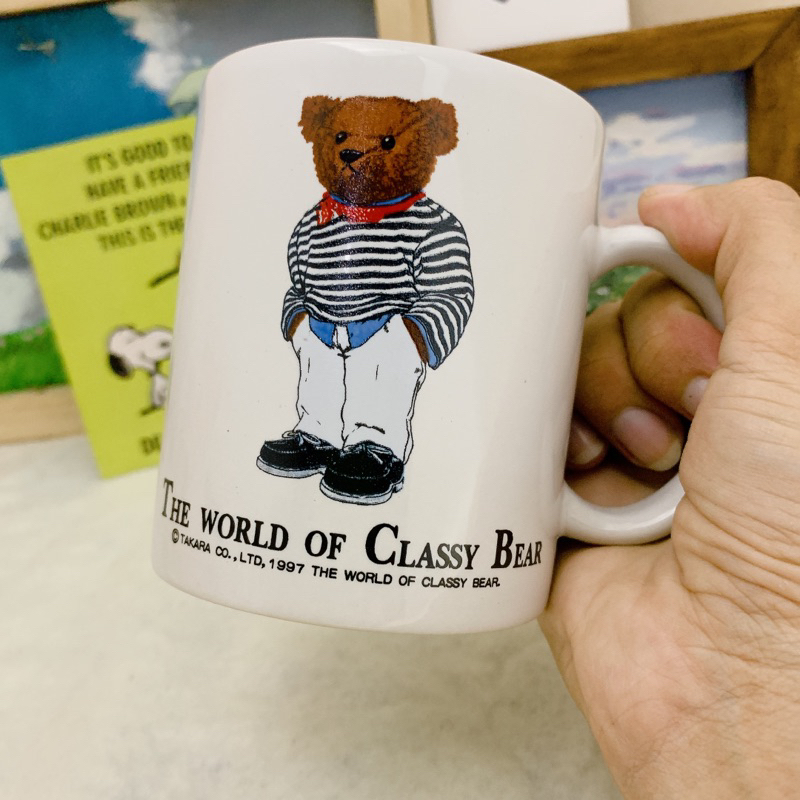 IT'S GOOD TO
HAVE A FRIEND
CHARLIE BROWN
THIS IS THE
THE WORLD OF CLASSY BEAR
©TAKARA CO.,LTD, 1997 THE WORLD OF CLASSY BEAR.